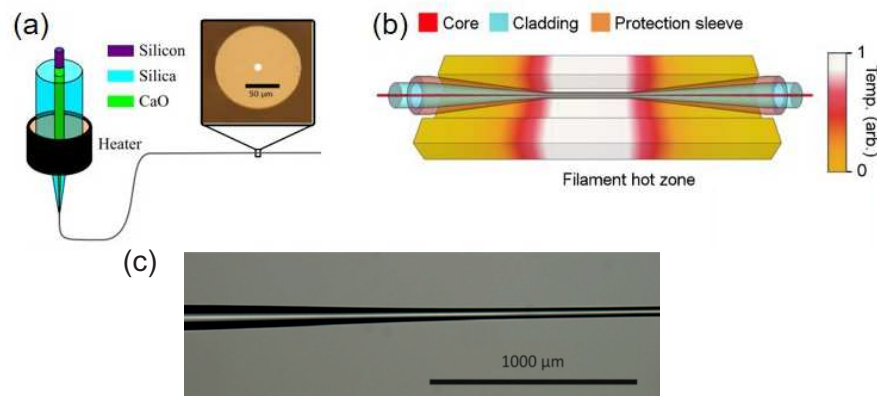 (a)
Silicon
Silica
CaO
Heater
50 µm
(b)
Core Cladding Protection sleeve
1
Temp. (arb.)
0
Filament hot zone
(c)
1000 µm